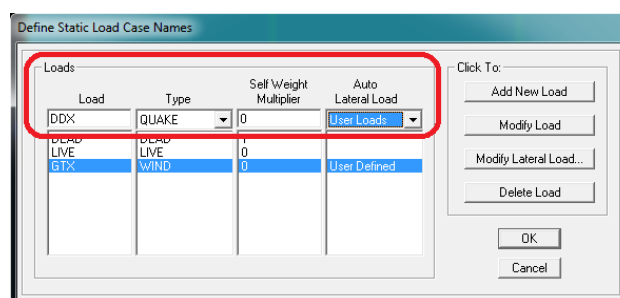 Define Static Load Case Names
Loads
Click To:
Load Type Self Weight Multiplier Auto Lateral Load
DDX QUAKE 0 User Loads
DEAD DEAD 1
LIVE LIVE 0
GTX WIND 0 User Defined
Add New Load
Modify Load
Modify Lateral Load...
Delete Load
OK
Cancel